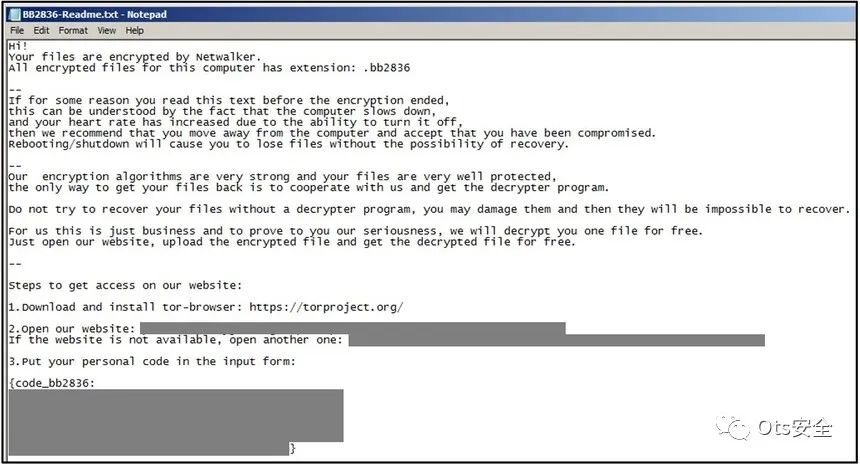 BB2836-Readme.txt - Notepad
File Edit Format View Help
Hi!
Your files are encrypted by Netwalker.
All encrypted files for this computer has extension: .bb2836
--
If for some reason you read this text before the encryption ended,
this can be understood by the fact that the computer slows down,
and your heart rate has increased due to the ability to turn it off,
then we recommend that you move away from the computer and accept that you have been compromised.
Rebooting/shutdown will cause you to lose files without the possibility of recovery.
--
Our  encryption algorithms are very strong and your files are very well protected,
the only way to get your files back is to cooperate with us and get the decrypter program.
Do not try to recover your files without a decrypter program, you may damage them and then they will be impossible to recover.
For us this is just business and to prove to you our seriousness, we will decrypt you one file for free.
Just open our website, upload the encrypted file and get the decrypted file for free.
--
Steps to get access on our website:
1.Download and install tor-browser: https://torproject.org/
2.Open our website:
If the website is not available, open another one:
3.Put your personal code in the input form:
{code_bb2836:
}
Ots安全